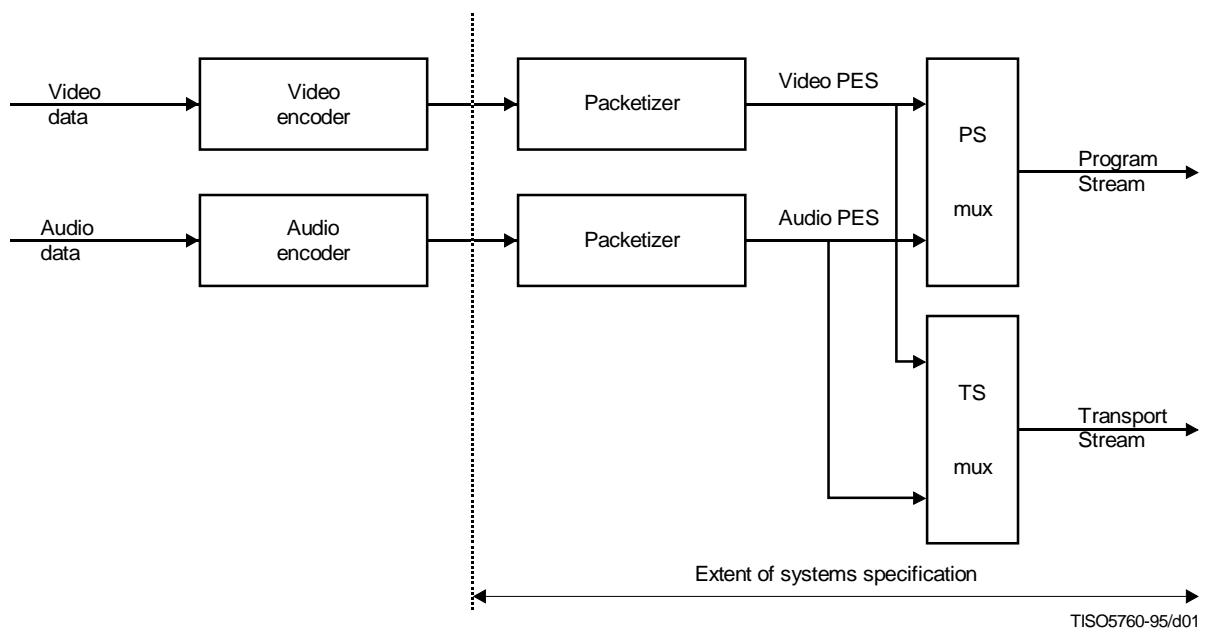 Video
data
Video
encoder
Packetizer
Video PES
PS
mux
Program
Stream
Audio
data
Audio
encoder
Packetizer
Audio PES
TS
mux
Transport
Stream
Extent of systems specification
TISO5760-95/d01